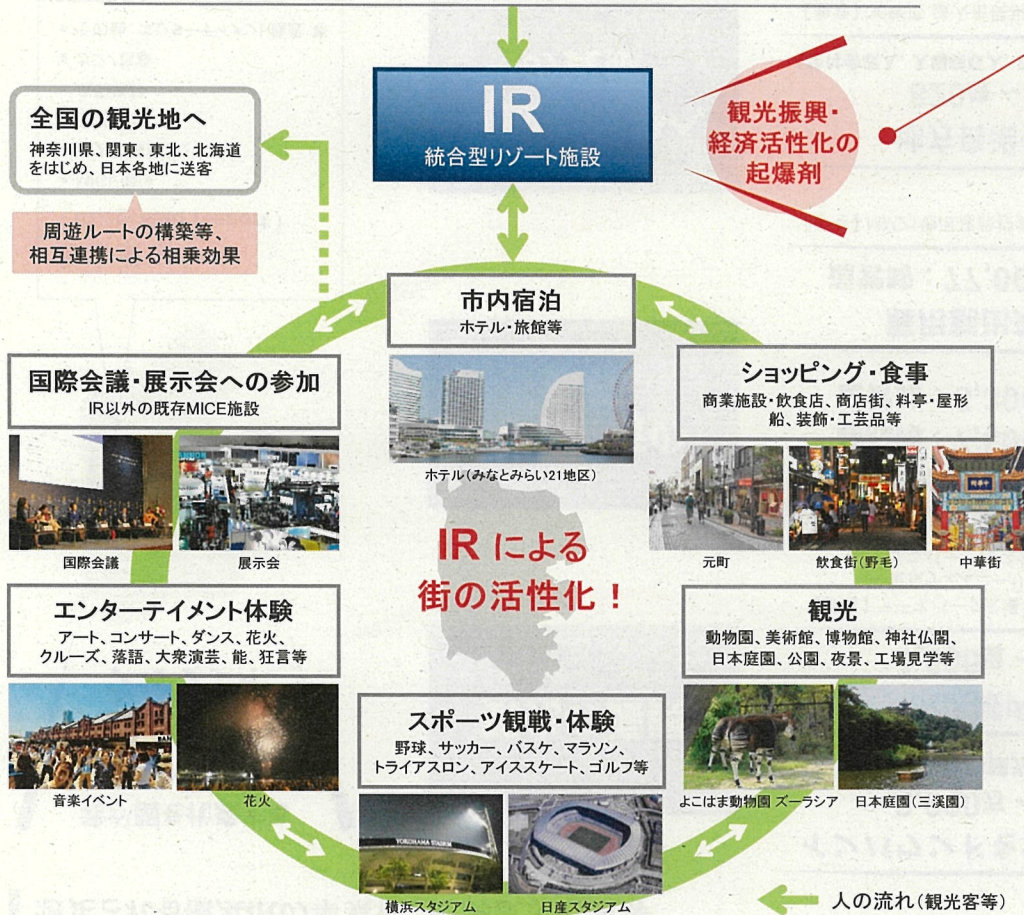 IR
統合型リゾート施設
観光振興・
経済活性化の
起爆剤
全国の観光地へ
神奈川県、関東、東北、北海道
をはじめ、日本各地に送客
周遊ルートの構築等、
相互連携による相乗効果
市内宿泊
ホテル・旅館等
ホテル(みなとみらい21地区)
国際会議・展示会への参加
IR以外の既存MICE施設
国際会議
展示会
ショッピング・食事
商業施設・飲食店、商店街、料亭・屋形
船、装飾・工芸品等
元町
飲食街(野毛)
中華街
IR による
街の活性化！
エンターテイメント体験
アート、コンサート、ダンス、花火、
クルーズ、落語、大衆演芸、能、狂言等
音楽イベント
花火
観光
動物園、美術館、博物館、神社仏閣、
日本庭園、公園、夜景、工場見学等
よこはま動物園 ズーラシア
日本庭園(三溪園)
スポーツ観戦・体験
野球、サッカー、バスケ、マラソン、
トライアスロン、アイススケート、ゴルフ等
YOKOHAMA STADIUM
横浜スタジアム
日産スタジアム
人の流れ(観光客等)